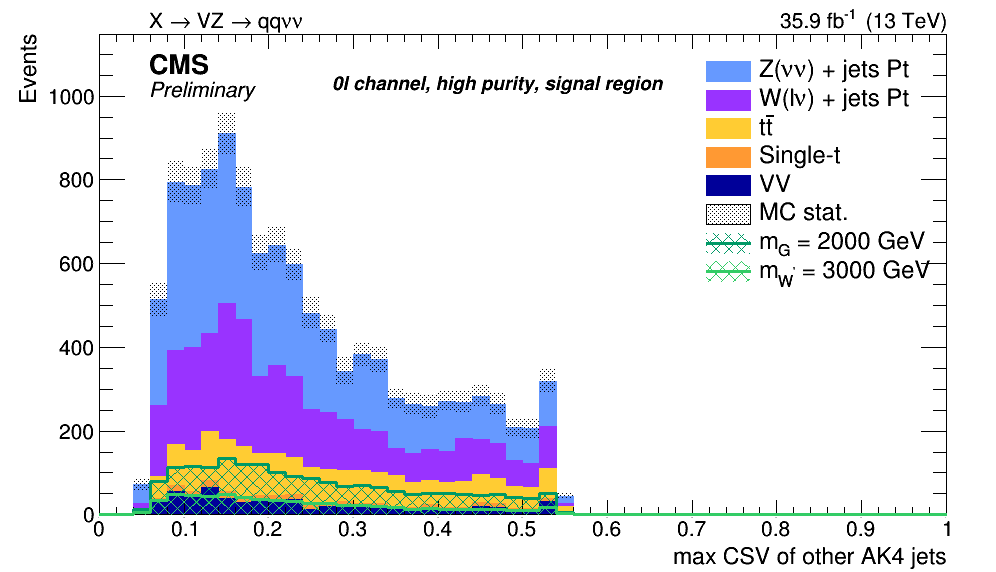 X → VZ → qqνν
35.9 fb⁻¹ (13 TeV)
Events
CMS
Preliminary
0l channel, high purity, signal region
Z(νν) + jets Pt
W(lν) + jets Pt
tt̄
Single-t
VV
MC stat.
m_G = 2000 GeV
m_W' = 3000 GeV
1000
800
600
400
200
0
0 0.1 0.2 0.3 0.4 0.5 0.6 0.7 0.8 0.9 1
max CSV of other AK4 jets